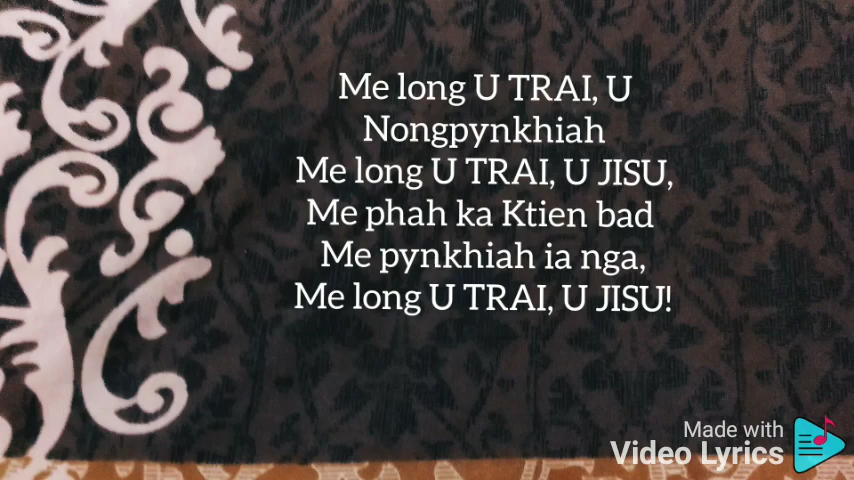 Me long U TRAI, U
Nongpynkhiah
Me long U TRAI, U JISU,
Me phah ka Ktien bad
Me pynkhiah ia nga,
Me long U TRAI, U JISU!
Made with
Video Lyrics